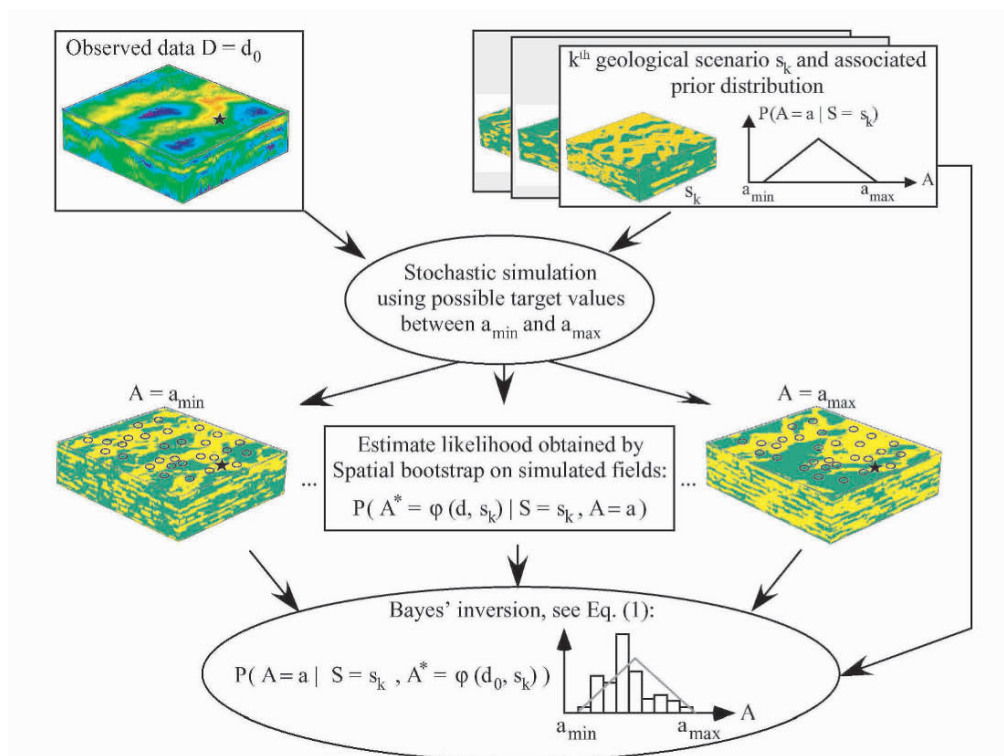 Observed data D = d₀
kᵗʰ geological scenario sₖ and associated
prior distribution
P(A = a | S = sₖ)
A
aₘᵢₙ
aₘₐₓ
sₖ
Stochastic simulation
using possible target values
between aₘᵢₙ and aₘₐₓ
A = aₘᵢₙ
A = aₘₐₓ
...
Estimate likelihood obtained by
Spatial bootstrap on simulated fields:
P( A* = φ (d, sₖ) | S = sₖ , A = a)
...
Bayes’ inversion, see Eq. (1):
P( A = a | S = sₖ , A* = φ (d₀, sₖ) )
A
aₘᵢₙ
aₘₐₓ